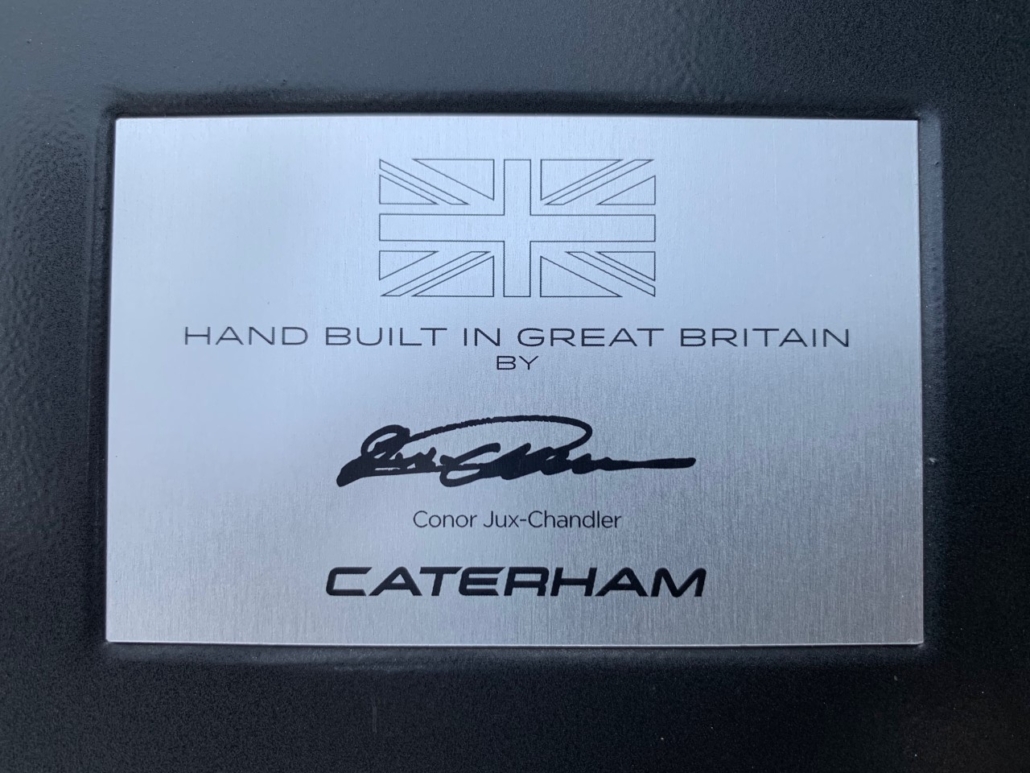 HAND BUILT IN GREAT BRITAIN
BY
Conor Jux-Chandler
CATERHAM